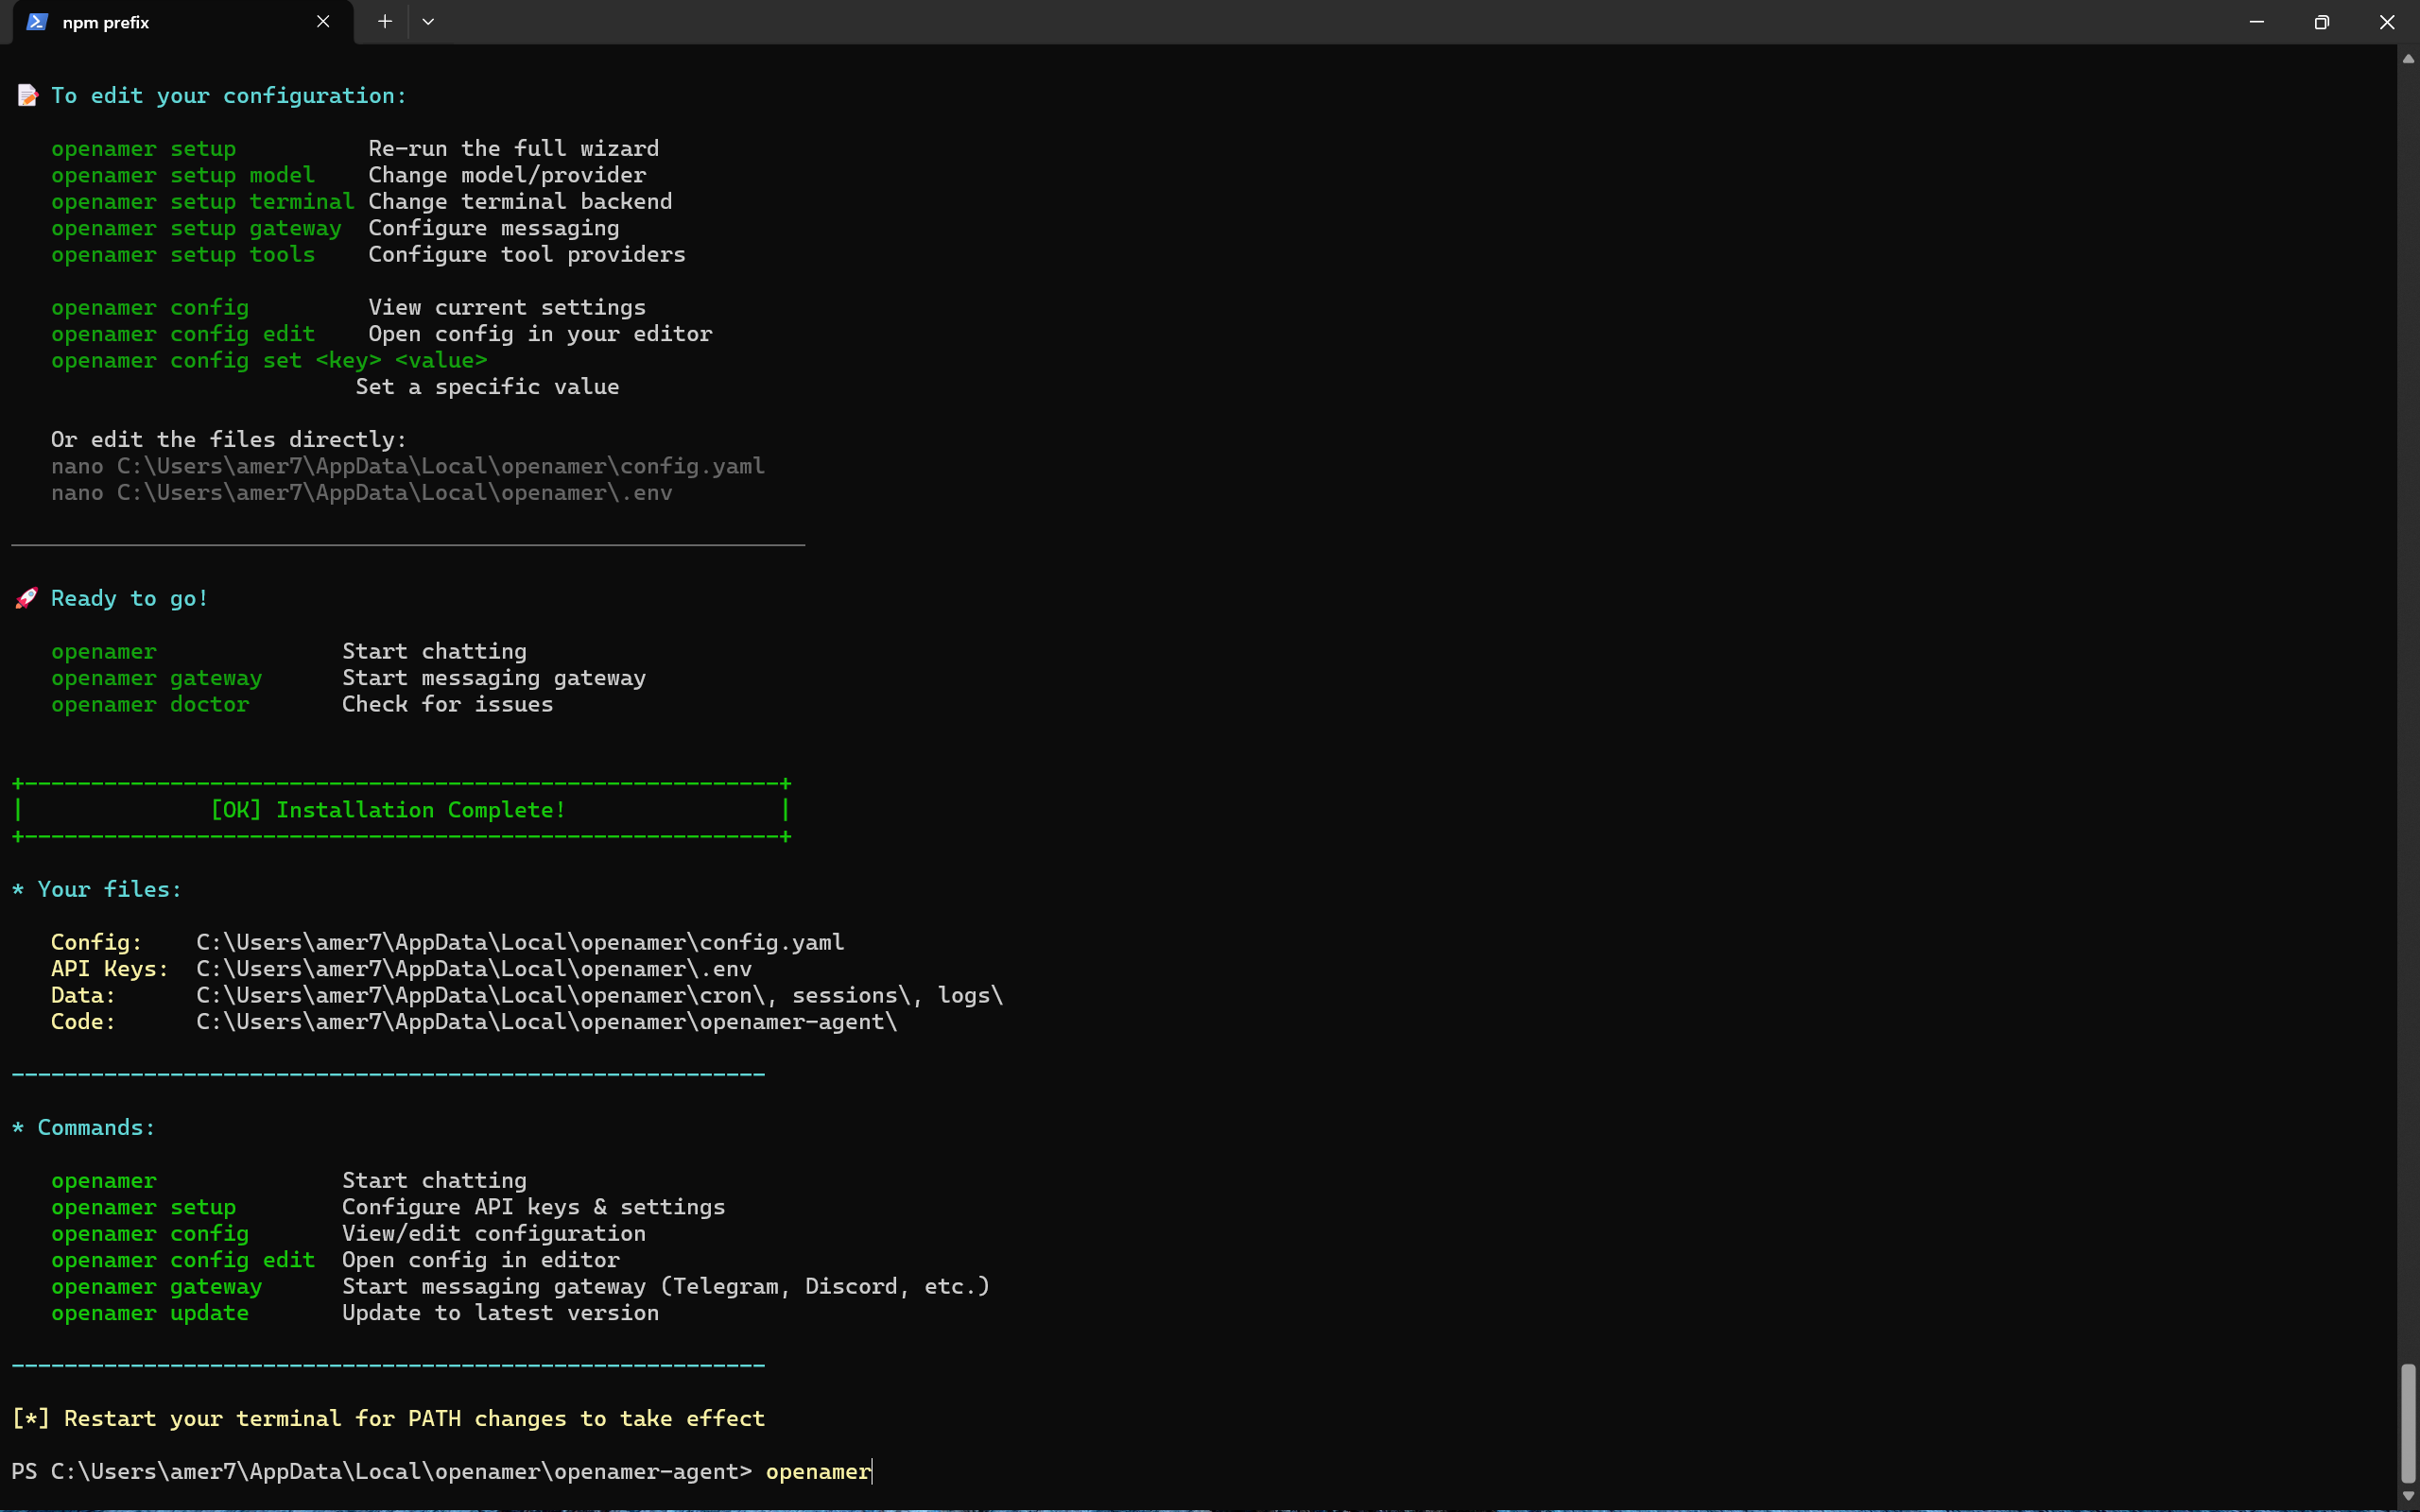 npm prefix
To edit your configuration:
openamer setup Re-run the full wizard
openamer setup model Change model/provider
openamer setup terminal Change terminal backend
openamer setup gateway Configure messaging
openamer setup tools Configure tool providers
openamer config View current settings
openamer config edit Open config in your editor
openamer config set <key> <value>
Set a specific value
Or edit the files directly:
nano C:\Users\amer7\AppData\Local\openamer\config.yaml
nano C:\Users\amer7\AppData\Local\openamer\.env
Ready to go!
openamer Start chatting
openamer gateway Start messaging gateway
openamer doctor Check for issues
+---------------------------------------------------------+
| [OK] Installation Complete! |
+---------------------------------------------------------+
* Your files:
Config: C:\Users\amer7\AppData\Local\openamer\config.yaml
API Keys: C:\Users\amer7\AppData\Local\openamer\.env
Data: C:\Users\amer7\AppData\Local\openamer\cron\, sessions\, logs\
Code: C:\Users\amer7\AppData\Local\openamer\openamer-agent\
---------------------------------------------------------
* Commands:
openamer Start chatting
openamer setup Configure API keys & settings
openamer config View/edit configuration
openamer config edit Open config in editor
openamer gateway Start messaging gateway (Telegram, Discord, etc.)
openamer update Update to latest version
---------------------------------------------------------
[*] Restart your terminal for PATH changes to take effect
PS C:\Users\amer7\AppData\Local\openamer\openamer-agent> openamer